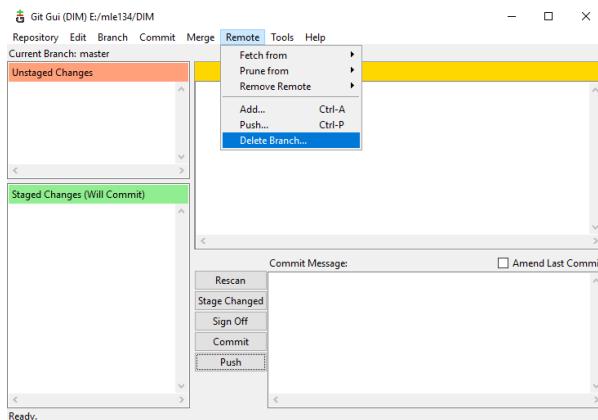 Git Gui (DIM) E:/mle134/DIM
Repository Edit Branch Commit Merge Remote Tools Help
Current Branch: master
Fetch from
Prune from
Remove Remote
Add... Ctrl-A
Push... Ctrl-P
Delete Branch...
Unstaged Changes
Staged Changes (Will Commit)
Commit Message:
Amend Last Commi
Rescan
Stage Changed
Sign Off
Commit
Push
Ready.